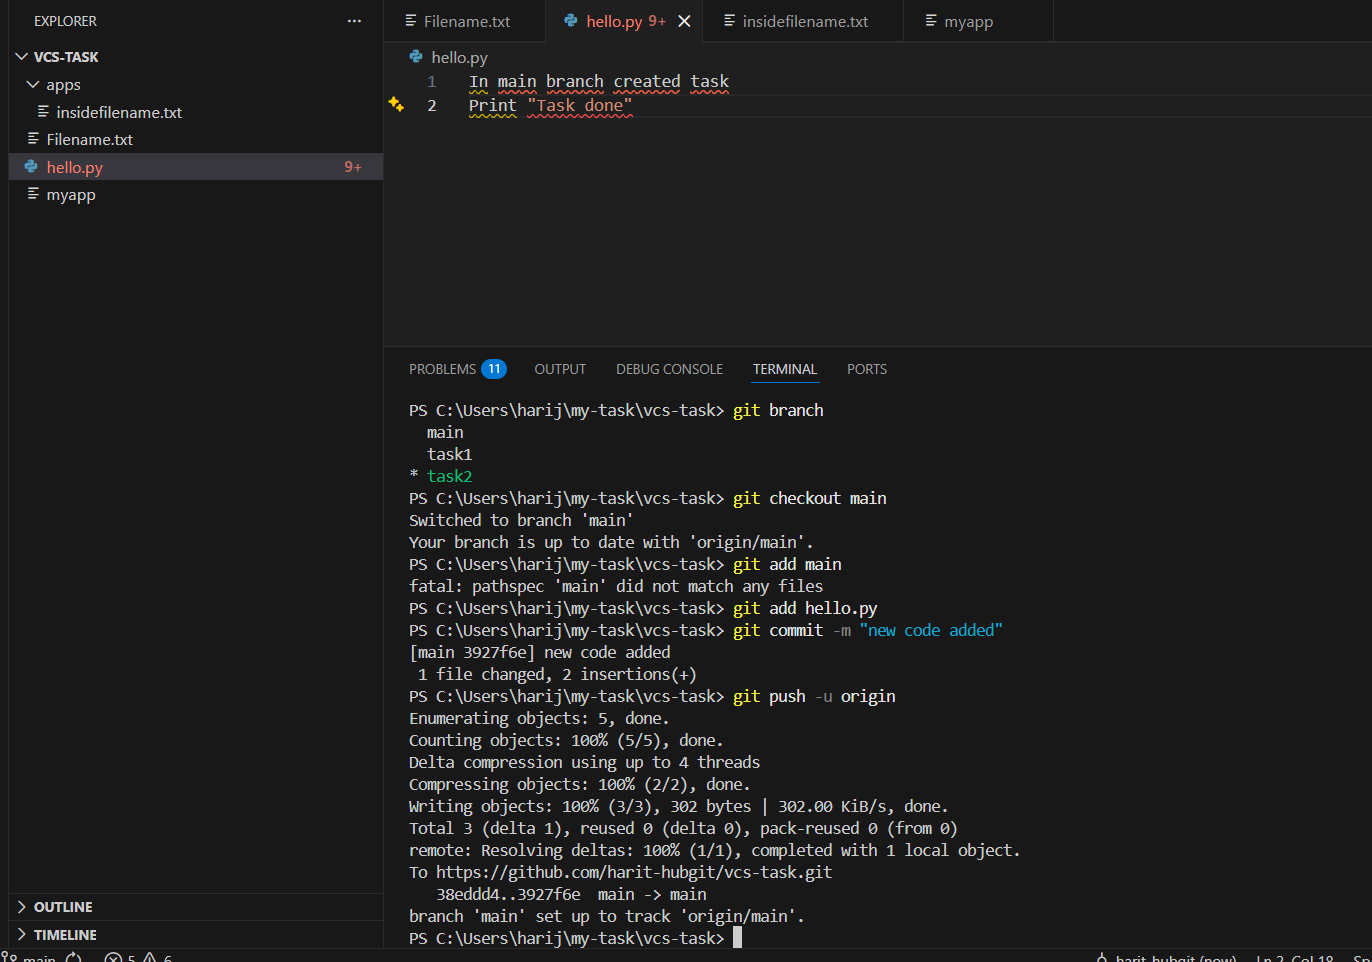 EXPLORER
VCS-TASK
apps
insidefilename.txt
Filename.txt
hello.py 9+
myapp
OUTLINE
TIMELINE
Filename.txt
hello.py 9+
insidefilename.txt
myapp
hello.py
1 In main branch created task
2 Print "Task done"
PROBLEMS 11 OUTPUT DEBUG CONSOLE TERMINAL PORTS
PS C:\Users\harij\my-task\vcs-task> git branch
main
task1
* task2
PS C:\Users\harij\my-task\vcs-task> git checkout main
Switched to branch 'main'
Your branch is up to date with 'origin/main'.
PS C:\Users\harij\my-task\vcs-task> git add main
fatal: pathspec 'main' did not match any files
PS C:\Users\harij\my-task\vcs-task> git add hello.py
PS C:\Users\harij\my-task\vcs-task> git commit -m "new code added"
[main 3927f6e] new code added
1 file changed, 2 insertions(+)
PS C:\Users\harij\my-task\vcs-task> git push -u origin
Enumerating objects: 5, done.
Counting objects: 100% (5/5), done.
Delta compression using up to 4 threads
Compressing objects: 100% (2/2), done.
Writing objects: 100% (3/3), 302 bytes | 302.00 KiB/s, done.
Total 3 (delta 1), reused 0 (delta 0), pack-reused 0 (from 0)
remote: Resolving deltas: 100% (1/1), completed with 1 local object.
To https://github.com/harit-hubgit/vcs-task.git
38eddd4..3927f6e main -> main
branch 'main' set up to track 'origin/main'.
PS C:\Users\harij\my-task\vcs-task>
main 5 6 harit-hubgit (now) Ln 2, Col 18